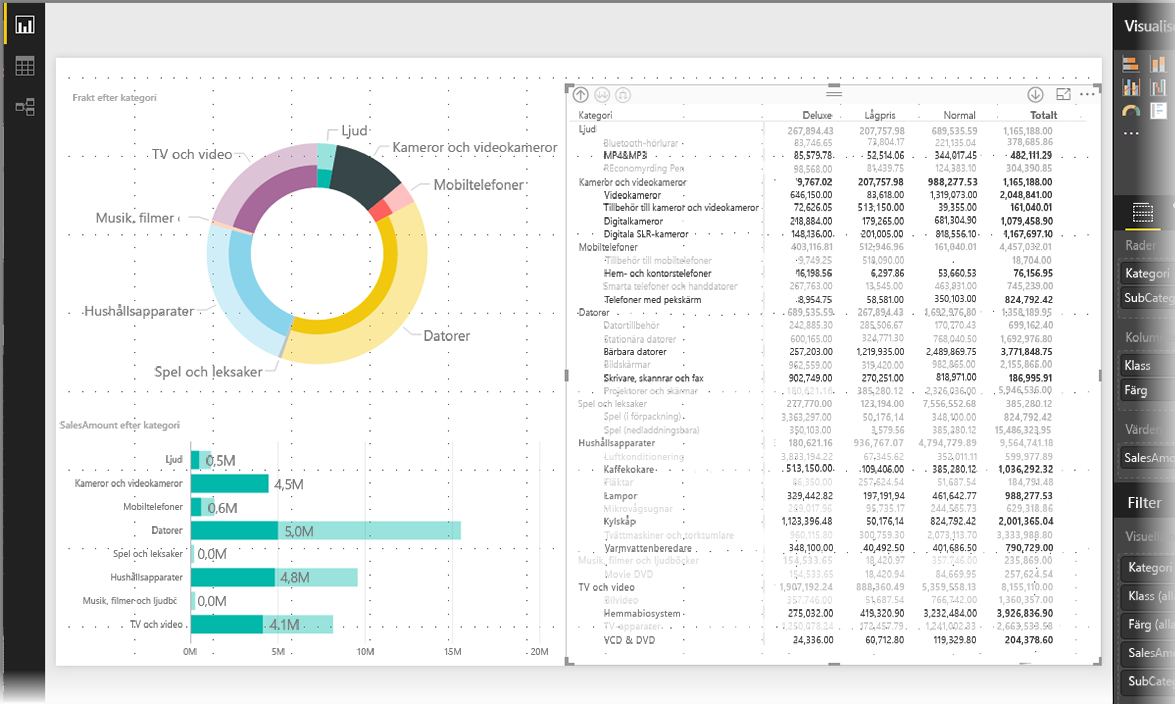 Visualis
Frakt efter kategori
Ljud
TV och video
Kameror och videokameror
Mobiltelefoner
Musik, filmer
Hushållsapparater
Datorer
Spel och leksaker
SalesAmount efter kategori
Ljud 0,5M
Kameror och videokameror 4,5M
Mobiltelefoner 0,6M
Datorer 5,0M
Spel och leksaker 0,0M
Hushållsapparater 4,8M
Musik, filmer och ljudbö 0,0M
TV och video 4.1M
0M 5M 10M 15M 20M
Kategori Deluxe Lågpris Normal Totalt
Ljud 267,894.43 207,757.98 689,535.59 1,165,188.00
Bluetooth-hörlurar 83,746.65 73,804.17 221,135.04 378,685.86
MP4&MP3 85,579.78 52,514.06 344,017.45 482,111.29
REconomyrding Pen 98,568.00 81,439.75 124,383.10 304,390.85
Kameror och videokameror 9,767.02 207,757.98 988,277.53 1,165,188.00
Videokameror 646,150.00 83,618.00 1,319,073.00 2,048,841.00
Tillbehör till kameror och videokameror 72,626.05 513,150.00 39,355.00 161,040.01
Digitalkameror 218,884.00 179,265.00 681,304.90 1,079,458.90
Digitala SLR-kameror 148,136.00 201,005.00 818,556.10 1,167,697.10
Mobiltelefoner 403,116.81 512,946.96 161,040.01 4,457,032.01
Tillbehör till mobiltelefoner 9,749.25 518,090.00 18,704.00
Hem- och kontorstelefoner 16,198.56 6,297.86 53,660.53 76,156.95
Smarta telefoner och handdatorer 267,763.00 13,545.00 463,931.00 745,239.00
Telefoner med pekskärm 8,954.75 58,581.00 350,103.00 824,792.42
Datorer 689,535.59 267,894.43 1,692,976.80 1,358,189.95
Datortillbehör 242,885.30 285,506.67 170,270.43 699,162.40
Stationära datorer 600,165.00 324,771.30 768,040.50 1,692,976.80
Bärbara datorer 257,203.00 1,219,935.00 2,489,869.75 3,771,848.75
Bildskärmar 962,559.00 319,420.00 982,865.00 2,155,865.00
Skrivare, skannrar och fax 902,749.00 270,251.00 818,971.00 186,995.91
Projektorer och skärmar 180,621.16 385,280.12 2,326,036.00 5,946,536.00
Spel och leksaker 227,770.00 123,194.00 7,556,552.68 385,280.12
Spel (i förpackning) 3,363,297.00 50,176.14 348,100.00 824,792.42
Spel (nedladdningsbara) 350,103.00 3,579.56 385,280.12 15,486,323.95
Hushållsapparater 180,621.16 936,767.07 4,794,779.89 9,564,741.18
Luftkonditionering 3,833,194.22 67,345.62 352,011.11 599,977.89
Kaffekokare 513,150.00 109,406.00 385,280.12 1,036,292.32
Fläktar 86,350.00 257,624.54 51,687.54 184,791.48
Lampor 329,442.82 197,191.94 461,642.77 988,277.53
Mikrovågsugnar 299,017.96 95,735.17 244,565.73 629,318.86
Kylskåp 1,123,396.48 50,176.14 824,792.42 2,001,365.04
Tvättmaskiner och torktumlare 960,115.80 300,759.30 2,073,113.70 3,333,988.80
Varmvattenberedare 348,100.00 40,492.50 401,686.50 790,729.00
Musik, filmer och ljudböcker 154,533.65 18,420.97 357,746.00 235,869.00
Movie DVD 154,533.65 18,420.94 84,669.95 257,624.54
TV och video 1,907,192.24 888,360.49 5,359,558.13 8,155,110.00
Bilvideo 357,746.00 51,687.54 766,742.00 1,360,357.00
Hemmabiosystem 275,032.00 419,320.90 3,232,484.00 3,926,836.90
TV-apparater 1,250,078.24 172,457.79 1,241,002.33 2,663,538.58
VCD & DVD 24,336.00 60,712.80 119,329.80 204,378.60
Rader
Kategori
SubCateg
Kolum
Klass
Färg
Värden
SalesAmo
Filter
Visuell
Kategori
Klass (all
Färg (alla
SalesAm
SubCate